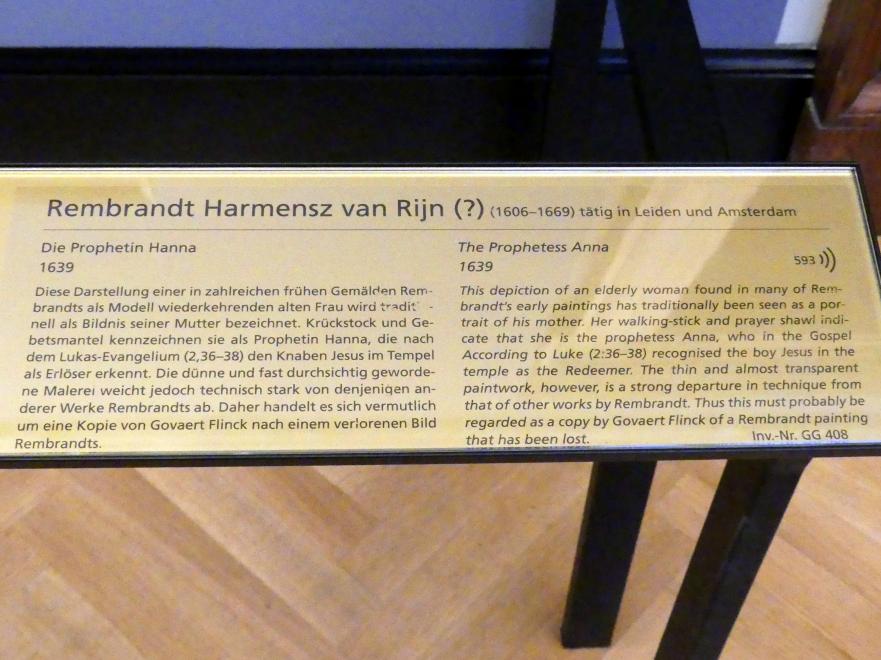 Rembrandt Harmensz van Rijn (?) (1606–1669) tätig in Leiden und Amsterdam
Die Prophetin Hanna
1639
Diese Darstellung einer in zahlreichen frühen Gemälden Rem-
brandts als Modell wiederkehrenden alten Frau wird
nell als Bildnis seiner Mutter bezeichnet. Krückstock und Ge-
betsmantel kennzeichnen sie als Prophetin Hanna, die nach
dem Lukas-Evangelium (2,36–38) den Knaben Jesus im Tempel
als Erlöser erkennt. Die dünne und fast durchsichtig geworde-
ne Malerei weicht jedoch technisch stark von denjenigen an-
derer Werke Rembrandts ab. Daher handelt es sich vermutlich
um eine Kopie von Govaert Flinck nach einem verlorenen Bild
Rembrandts.
The Prophetess Anna
1639
593
This depiction of an elderly woman found in many of Rem-
brandt's early paintings has traditionally been seen as a por-
trait of his mother. Her walking-stick and prayer shawl indi-
cate that she is the prophetess Anna, who in the Gospel
According to Luke (2:36–38) recognised the boy Jesus in the
temple as the Redeemer. The thin and almost transparent
paintwork, however, is a strong departure in technique from
that of other works by Rembrandt. Thus this must probably be
regarded as a copy by Govaert Flinck of a Rembrandt painting
that has been lost.
Inv.-Nr. GG 408